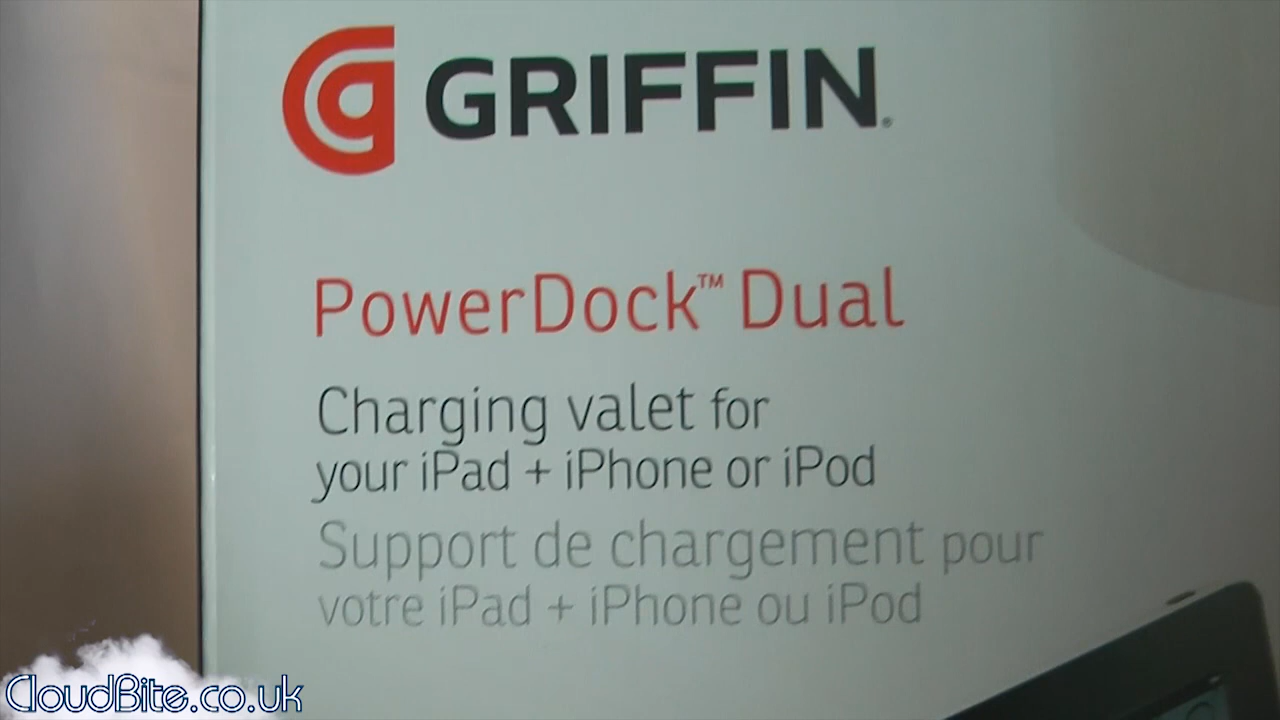 GRIFFIN®
PowerDock™ Dual
Charging valet for
your iPad + iPhone or iPod
Support de chargement pour
votre iPad + iPhone ou iPod
CloudBite.co.uk